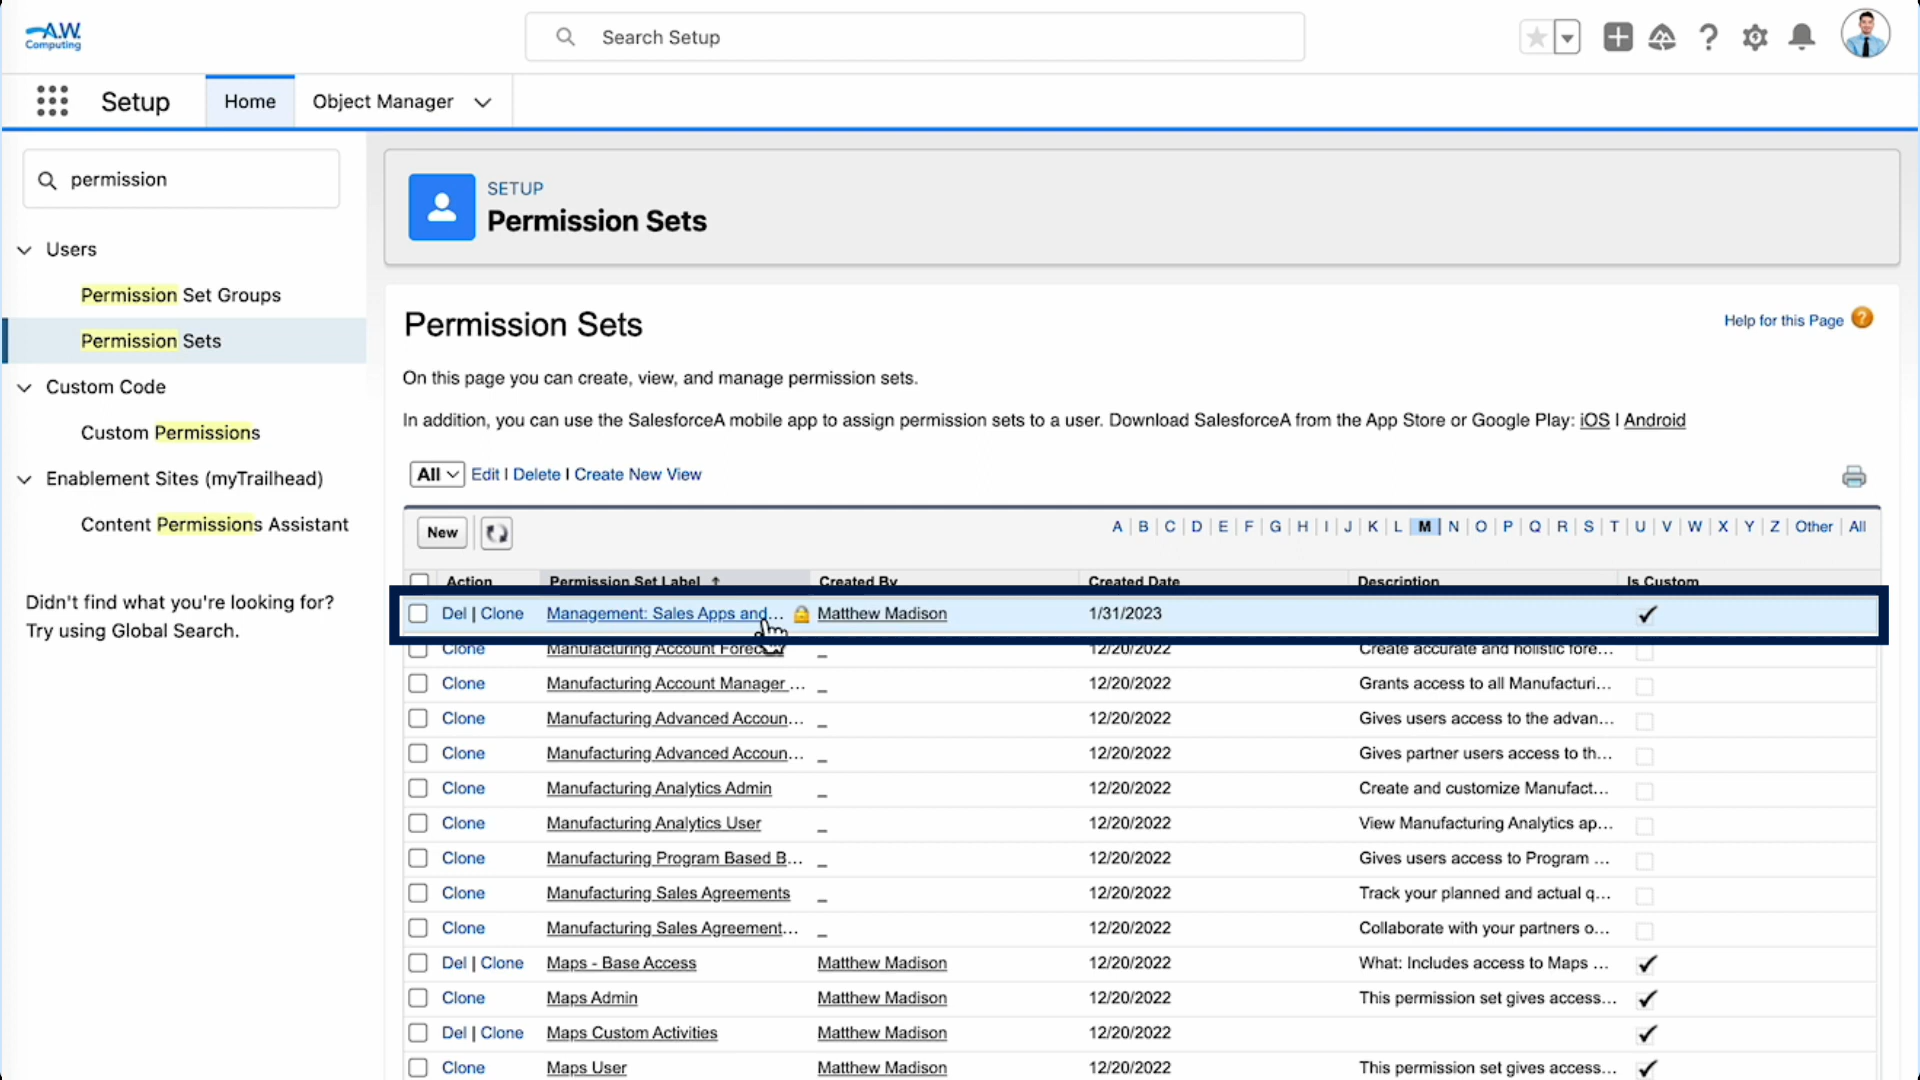 A.W.
Computing
Search Setup
Setup
Home
Object Manager
permission
Users
Permission Set Groups
Permission Sets
Custom Code
Custom Permissions
Enablement Sites (myTrailhead)
Content Permissions Assistant
Didn't find what you're looking for?
Try using Global Search.
SETUP
Permission Sets
Permission Sets
Help for this Page ?
On this page you can create, view, and manage permission sets.
In addition, you can use the SalesforceA mobile app to assign permission sets to a user. Download SalesforceA from the App Store or Google Play: iOS | Android
All Edit | Delete | Create New View
New A | B | C | D | E | F | G | H | I | J | K | L | M | N | O | P | Q | R | S | T | U | V | W | X | Y | Z | Other | All
Action Permission Set Label ↑ Created By Created Date Description Is Custom
Del | Clone Management: Sales Apps and... Matthew Madison 1/31/2023 ✓
Clone Manufacturing Account Forec _ 12/20/2022 Create accurate and holistic fore...
Clone Manufacturing Account Manager ... _ 12/20/2022 Grants access to all Manufacturi...
Clone Manufacturing Advanced Accoun... _ 12/20/2022 Gives users access to the advan...
Clone Manufacturing Advanced Accoun... _ 12/20/2022 Gives partner users access to th...
Clone Manufacturing Analytics Admin _ 12/20/2022 Create and customize Manufact...
Clone Manufacturing Analytics User _ 12/20/2022 View Manufacturing Analytics ap...
Clone Manufacturing Program Based B... _ 12/20/2022 Gives users access to Program ...
Clone Manufacturing Sales Agreements _ 12/20/2022 Track your planned and actual q...
Clone Manufacturing Sales Agreement... _ 12/20/2022 Collaborate with your partners o...
Del | Clone Maps - Base Access Matthew Madison 12/20/2022 What: Includes access to Maps ... ✓
Clone Maps Admin Matthew Madison 12/20/2022 This permission set gives access... ✓
Del | Clone Maps Custom Activities Matthew Madison 12/20/2022 ✓
Clone Maps User Matthew Madison 12/20/2022 This permission set gives access... ✓